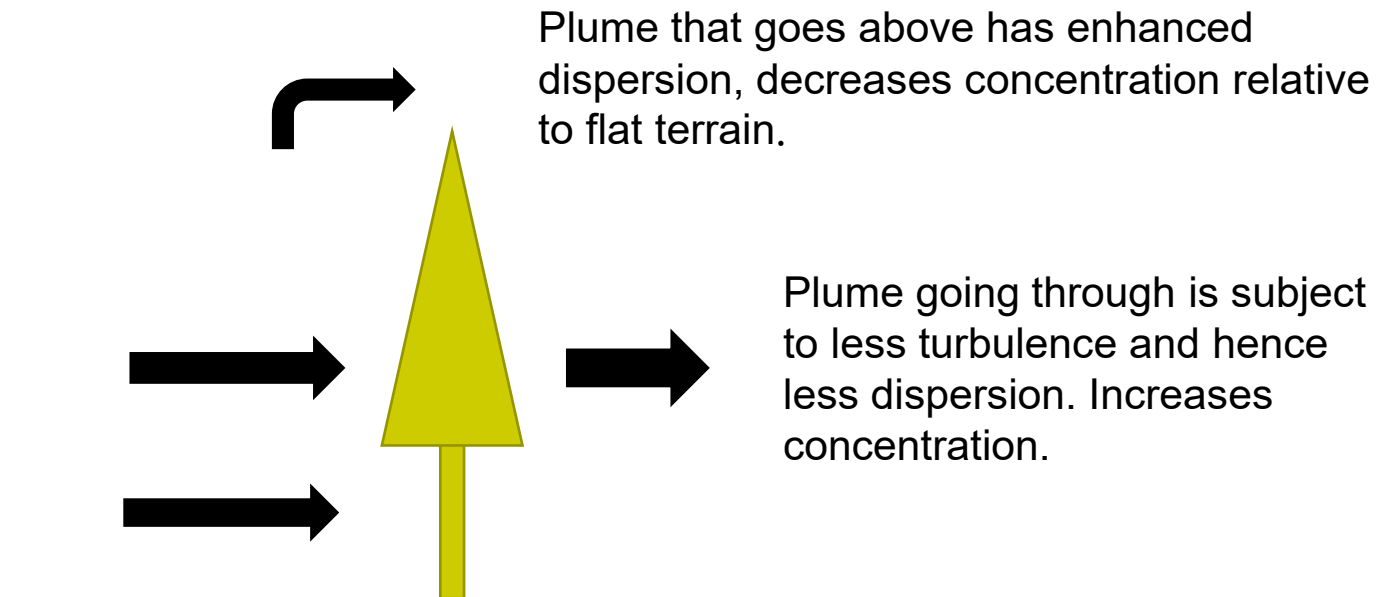 Plume that goes above has enhanced
dispersion, decreases concentration relative
to flat terrain.
Plume going through is subject
to less turbulence and hence
less dispersion. Increases
concentration.